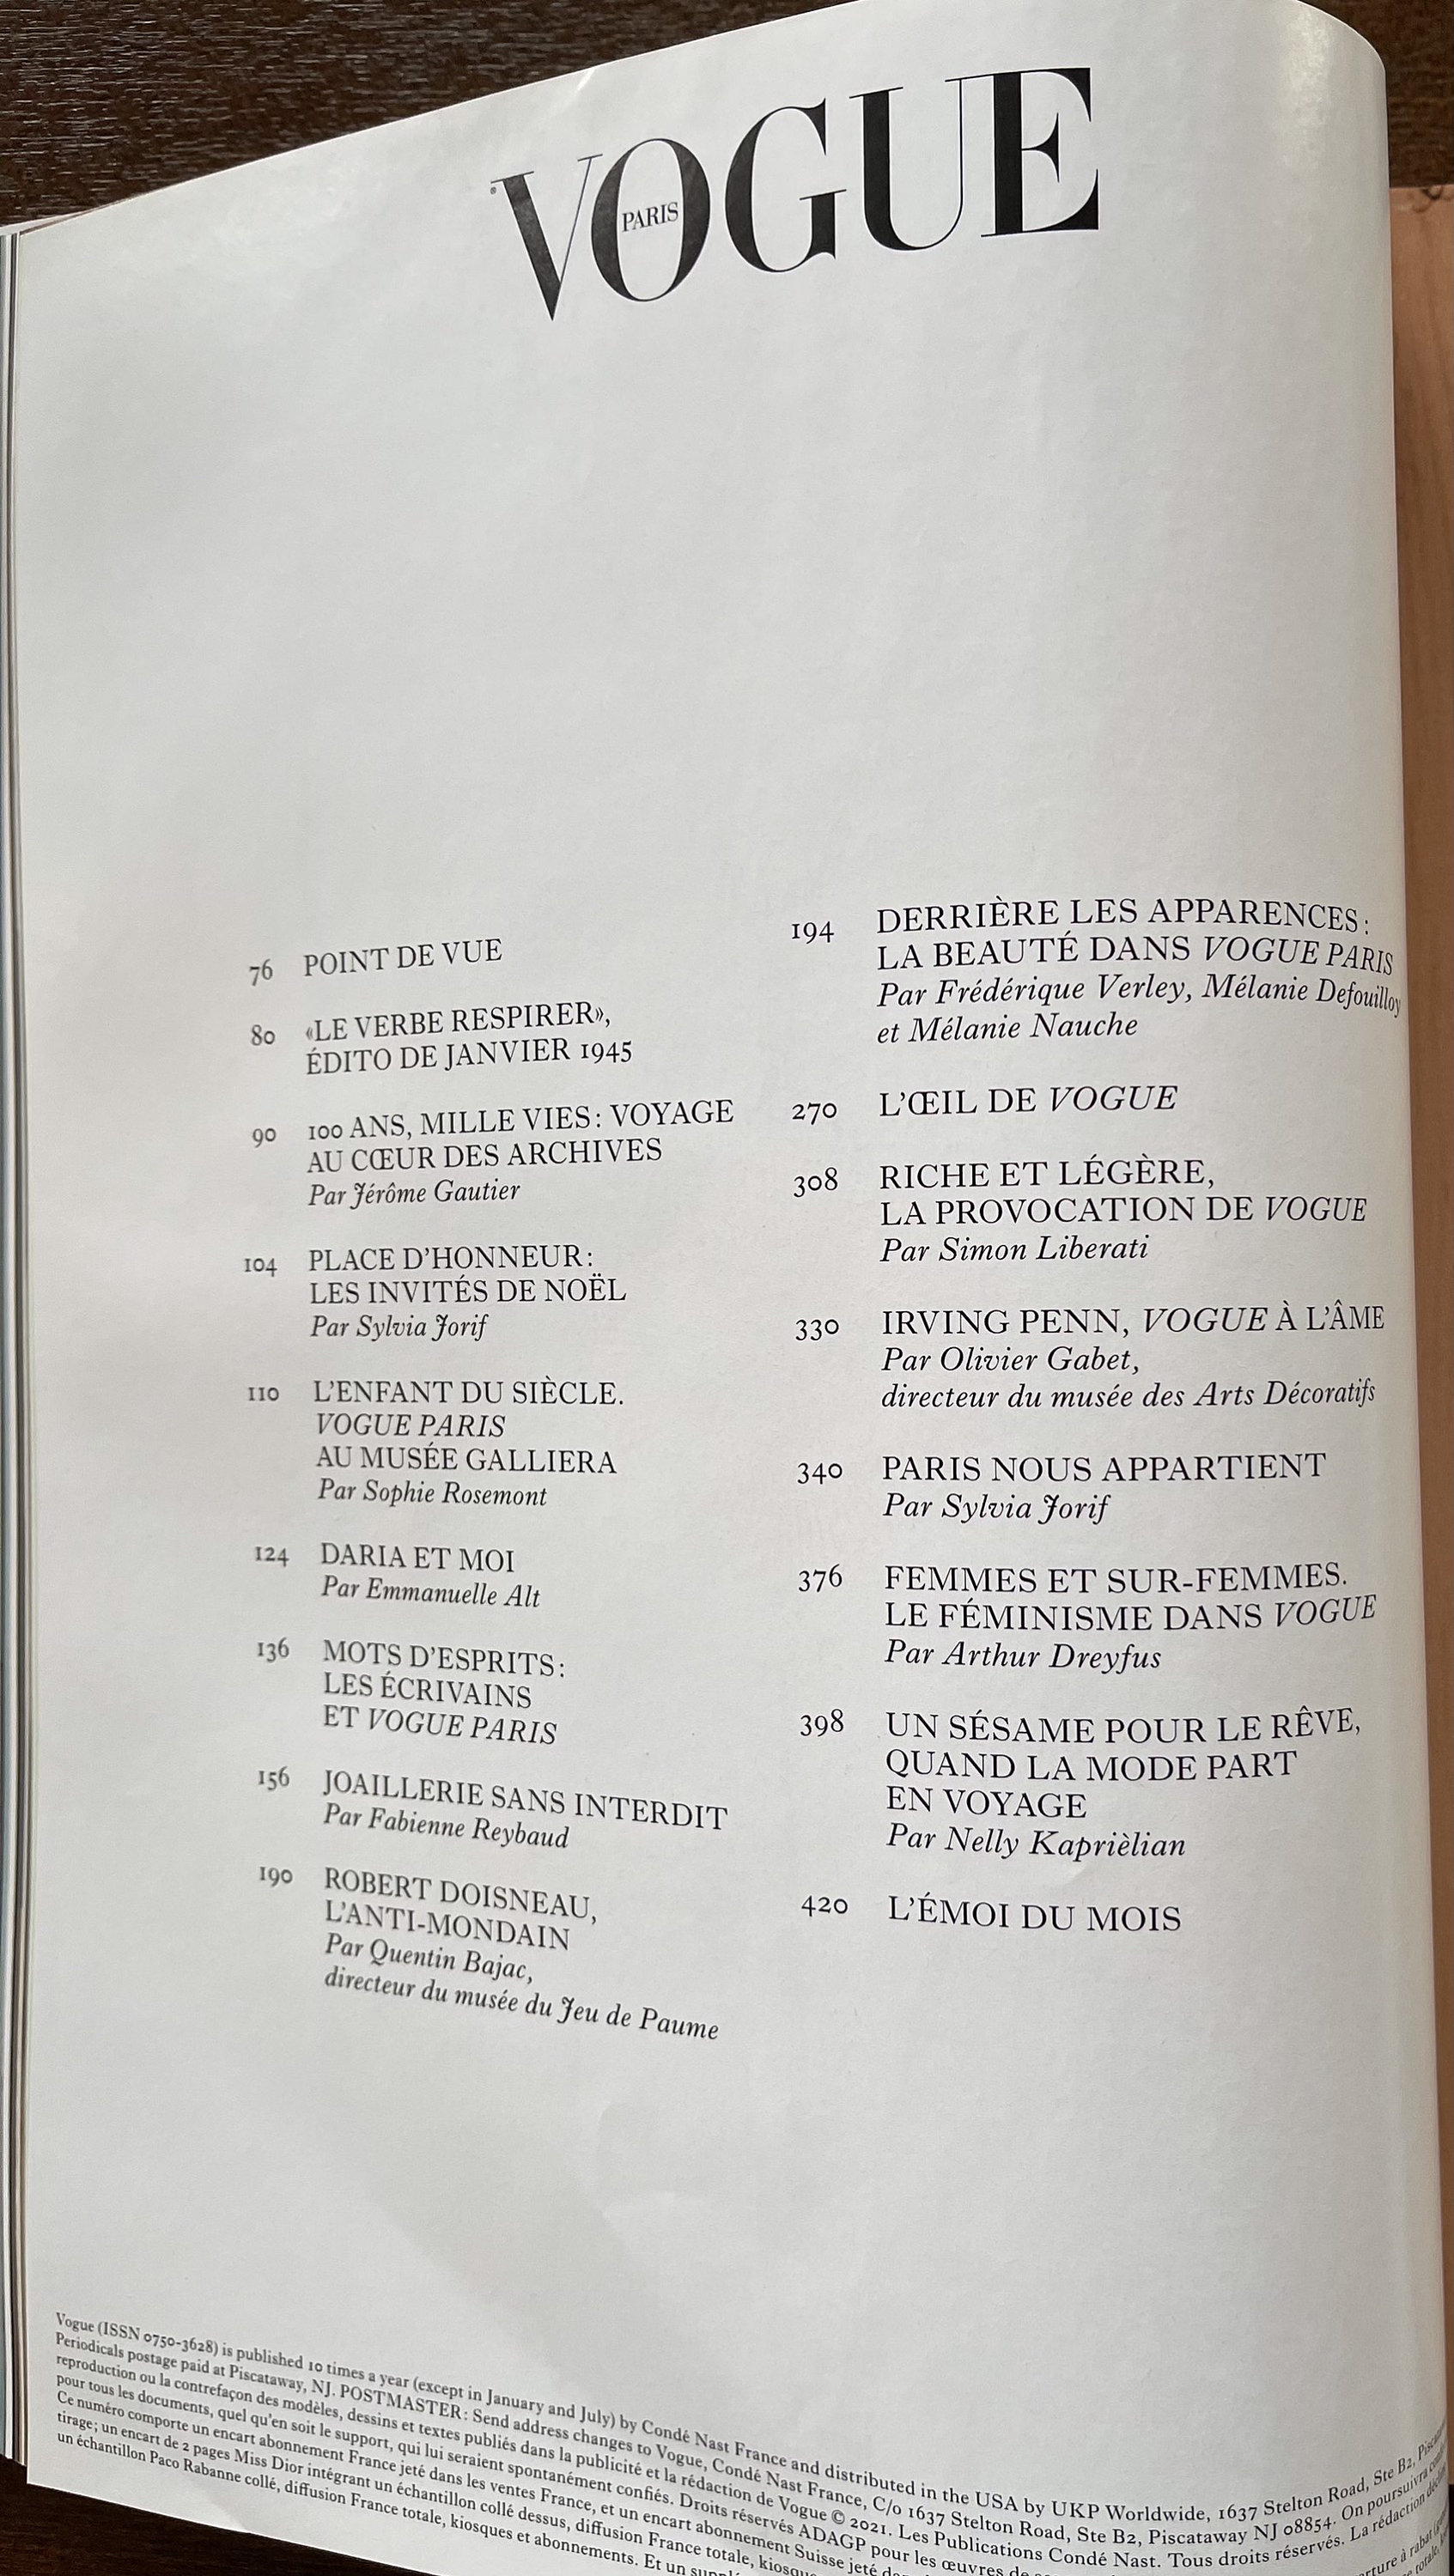 VOGUE
PARIS
76 POINT DE VUE
80 «LE VERBE RESPIRER»,
ÉDITO DE JANVIER 1945
90 100 ANS, MILLE VIES : VOYAGE
AU CŒUR DES ARCHIVES
Par Jérôme Gautier
104 PLACE D’HONNEUR :
LES INVITÉS DE NOËL
Par Sylvia Jorif
110 L’ENFANT DU SIÈCLE.
VOGUE PARIS
AU MUSÉE GALLIERA
Par Sophie Rosemont
124 DARIA ET MOI
Par Emmanuelle Alt
136 MOTS D’ESPRITS :
LES ÉCRIVAINS
ET VOGUE PARIS
156 JOAILLERIE SANS INTERDIT
Par Fabienne Reybaud
190 ROBERT DOISNEAU,
L’ANTI-MONDAIN
Par Quentin Bajac,
directeur du musée du Jeu de Paume
194 DERRIÈRE LES APPARENCES :
LA BEAUTÉ DANS VOGUE PARIS
Par Frédérique Verley, Mélanie Defouilloy
et Mélanie Nauche
270 L’ŒIL DE VOGUE
308 RICHE ET LÉGÈRE,
LA PROVOCATION DE VOGUE
Par Simon Liberati
330 IRVING PENN, VOGUE À L’ÂME
Par Olivier Gabet,
directeur du musée des Arts Décoratifs
340 PARIS NOUS APPARTIENT
Par Sylvia Jorif
376 FEMMES ET SUR-FEMMES.
LE FÉMINISME DANS VOGUE
Par Arthur Dreyfus
398 UN SÉSAME POUR LE RÊVE,
QUAND LA MODE PART
EN VOYAGE
Par Nelly Kaprièlian
420 L’ÉMOI DU MOIS
Vogue (ISSN 0750-3628) is published 10 times a year (except in January and July) by Condé Nast France and distributed in the USA by UKP Worldwide, 1637 Stelton Road, Ste B2,
Periodicals postage paid at Piscataway, NJ. POSTMASTER : Send address changes to Vogue, Condé Nast France, C/o 1637 Stelton Road, Ste B2, Piscataway NJ 08854. On poursuivra
reproduction ou la contrefaçon des modèles, dessins et textes publiés dans la publicité et la rédaction de Vogue © 2021. Les Publications Condé Nast. Tous droits réservés. La rédaction
pour tous les documents, quel qu’en soit le support, qui lui seraient spontanément confiés. Droits réservés ADAGP pour les œuvres de
Ce numéro comporte un encart abonnement France jeté dans les ventes France, et un encart abonnement Suisse jeté
tirage ; un encart de 2 pages Miss Dior intégrant un échantillon collé dessus, diffusion France totale,
un échantillon Paco Rabanne collé, diffusion France totale, kiosques et abonnements. Et un